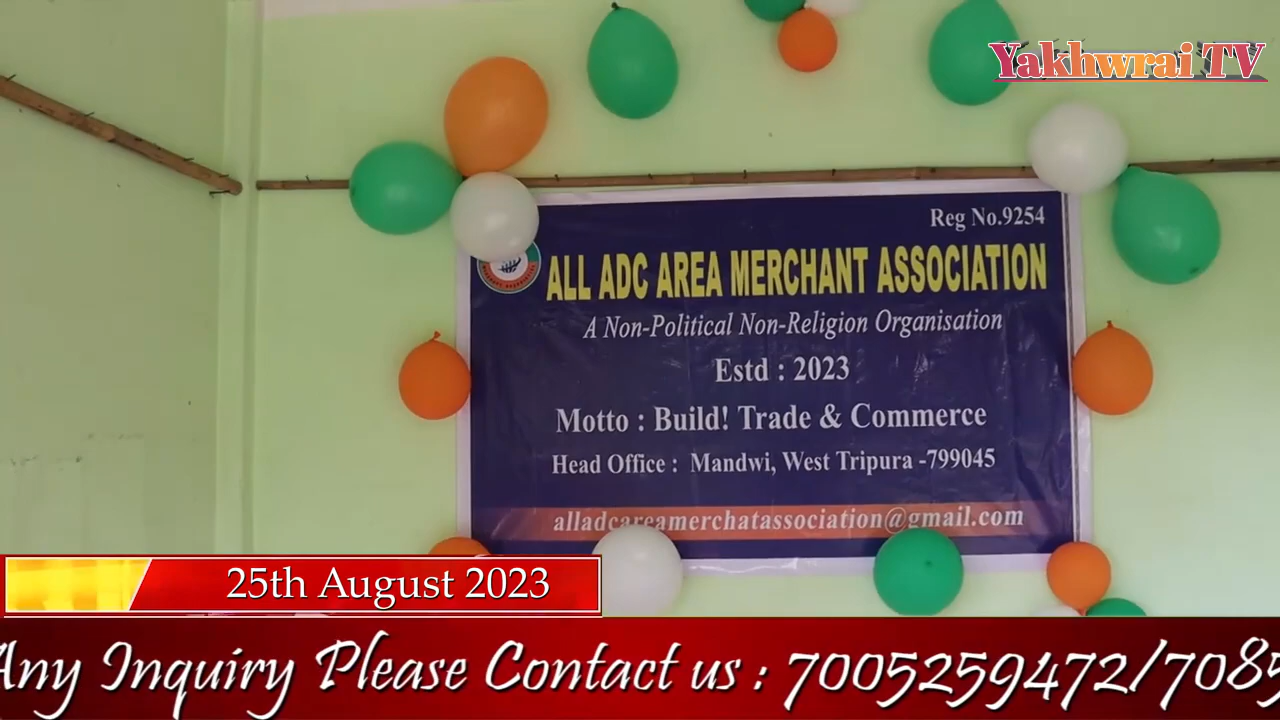 Yakhwrai TV
Reg No.9254
ALL ADC AREA MERCHANT ASSOCIATION
A Non-Political Non-Religion Organisation
Estd : 2023
Motto : Build! Trade & Commerce
Head Office : Mandwi, West Tripura -799045
alladcareamerchatassociation@gmail.com
25th August 2023
Any Inquiry Please Contact us : 7005259472/7085